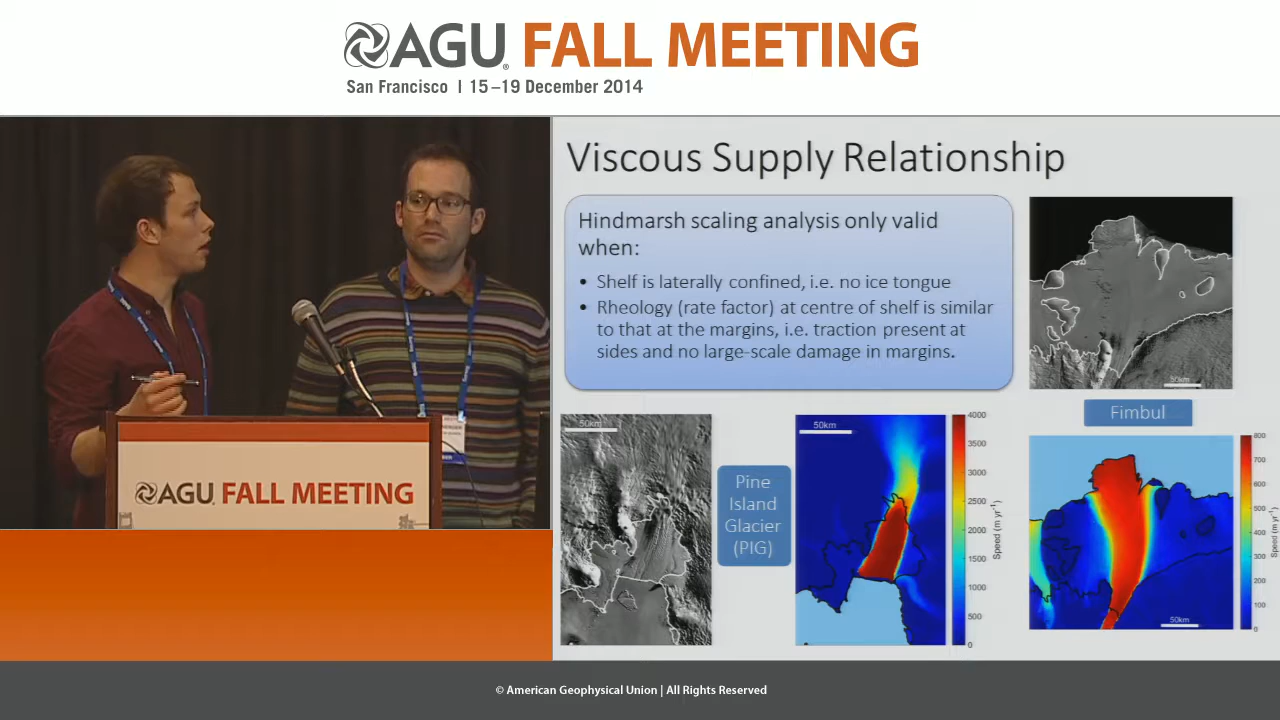 AGU FALL MEETING
San Francisco | 15–19 December 2014
Viscous Supply Relationship
Hindmarsh scaling analysis only valid
when:
• Shelf is laterally confined, i.e. no ice tongue
• Rheology (rate factor) at centre of shelf is similar
to that at the margins, i.e. traction present at
sides and no large-scale damage in margins.
50km
Fimbul
50km
Pine
Island
Glacier
(PIG)
50km
4000
3500
3000
2500
2000
1500
1000
500
0
Speed (m yr⁻¹)
800
700
600
500
400
300
200
100
0
Speed (m yr⁻¹)
50km
AGU FALL MEETING
© American Geophysical Union | All Rights Reserved